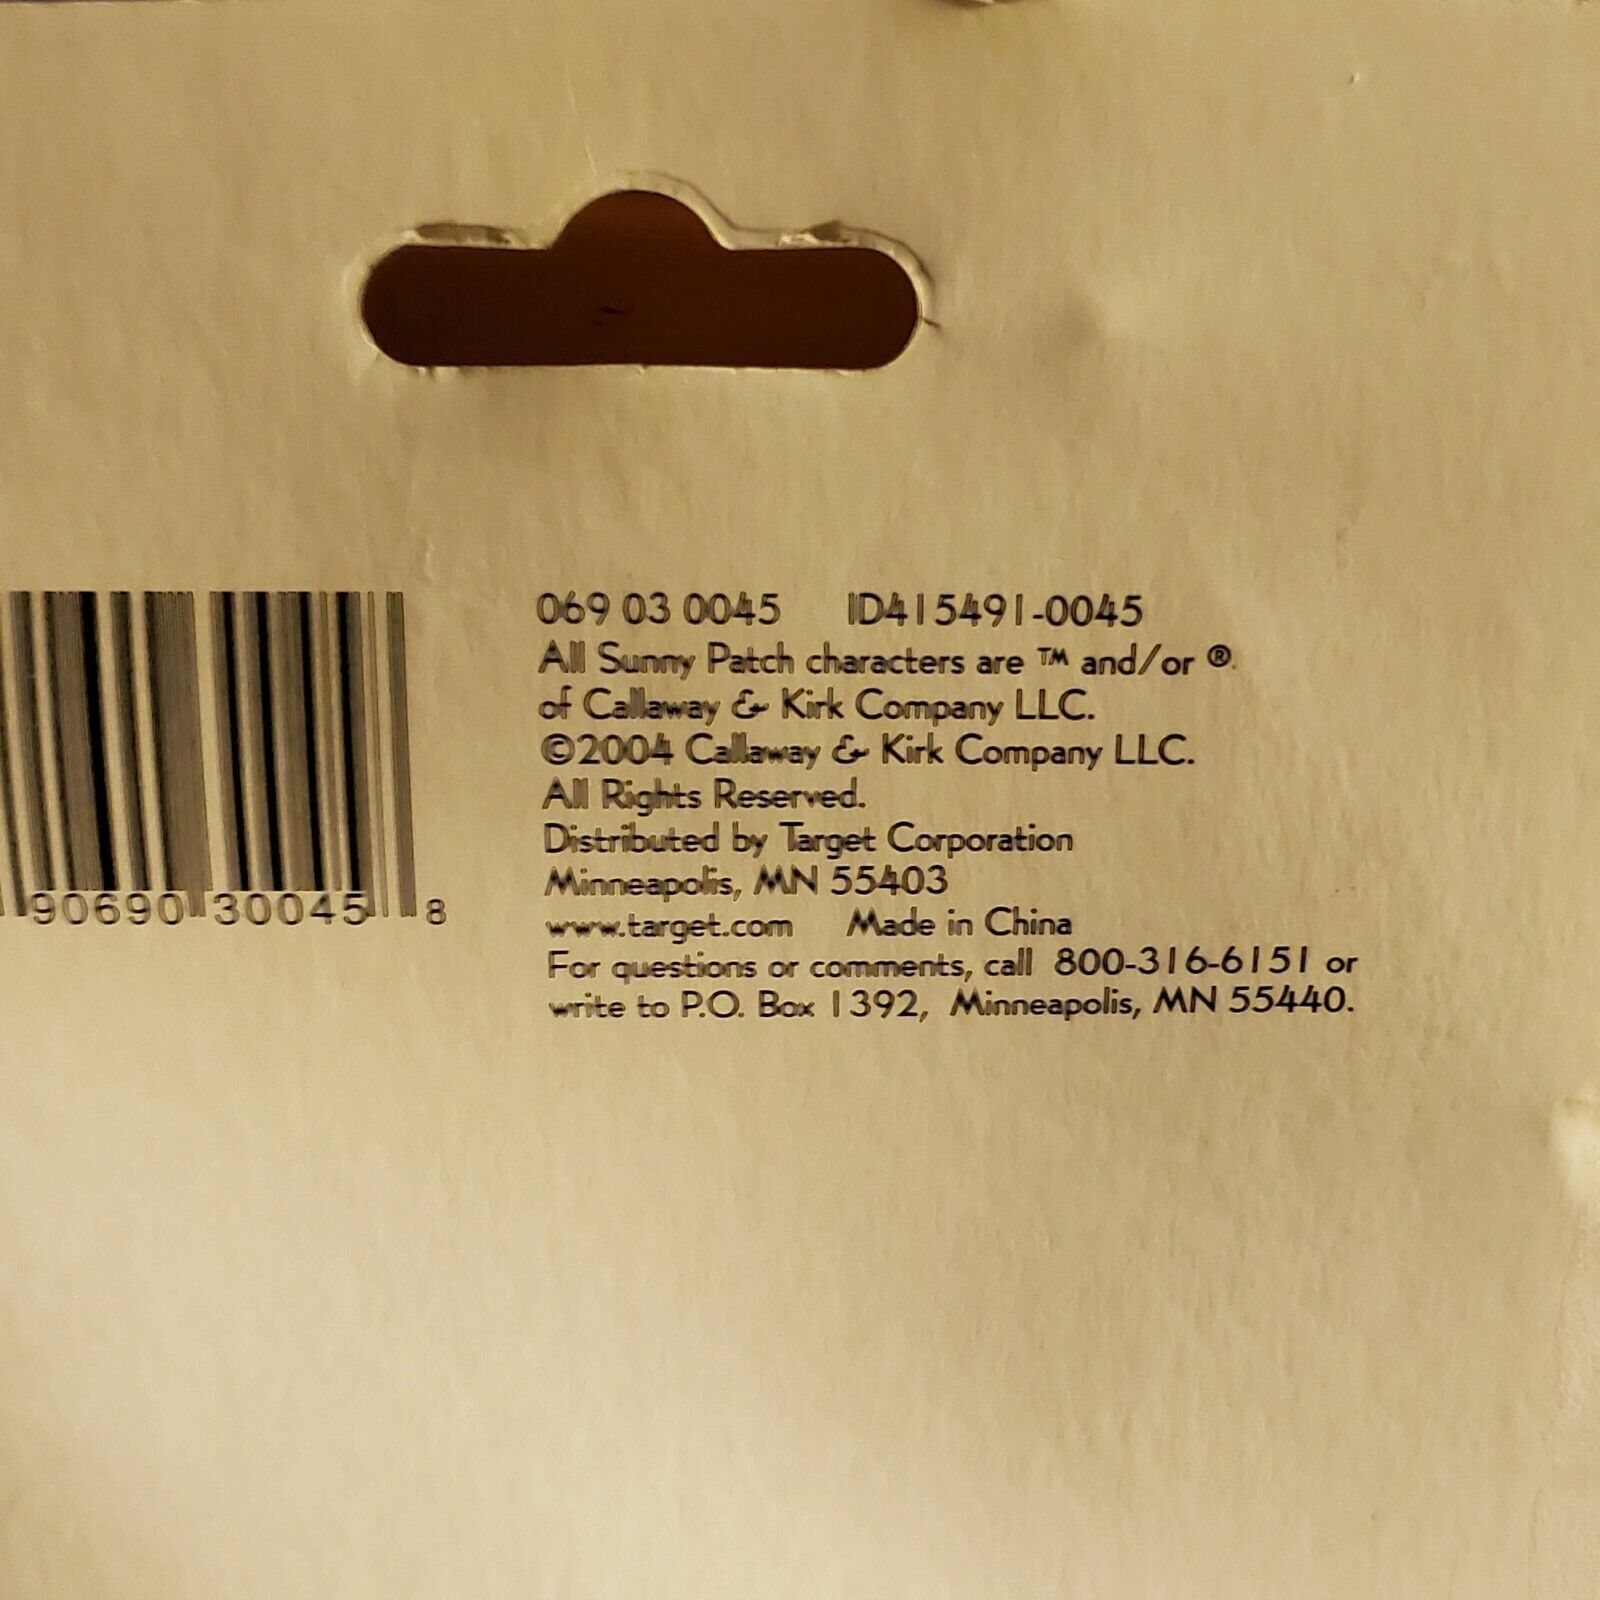 90690 30045 8
069 03 0045 ID415491-0045
All Sunny Patch characters are ™ and/or ®
of Callaway & Kirk Company LLC.
©2004 Callaway & Kirk Company LLC.
All Rights Reserved.
Distributed by Target Corporation
Minneapolis, MN 55403
www.target.com Made in China
For questions or comments, call 800-316-6151 or
write to P.O. Box 1392, Minneapolis, MN 55440.